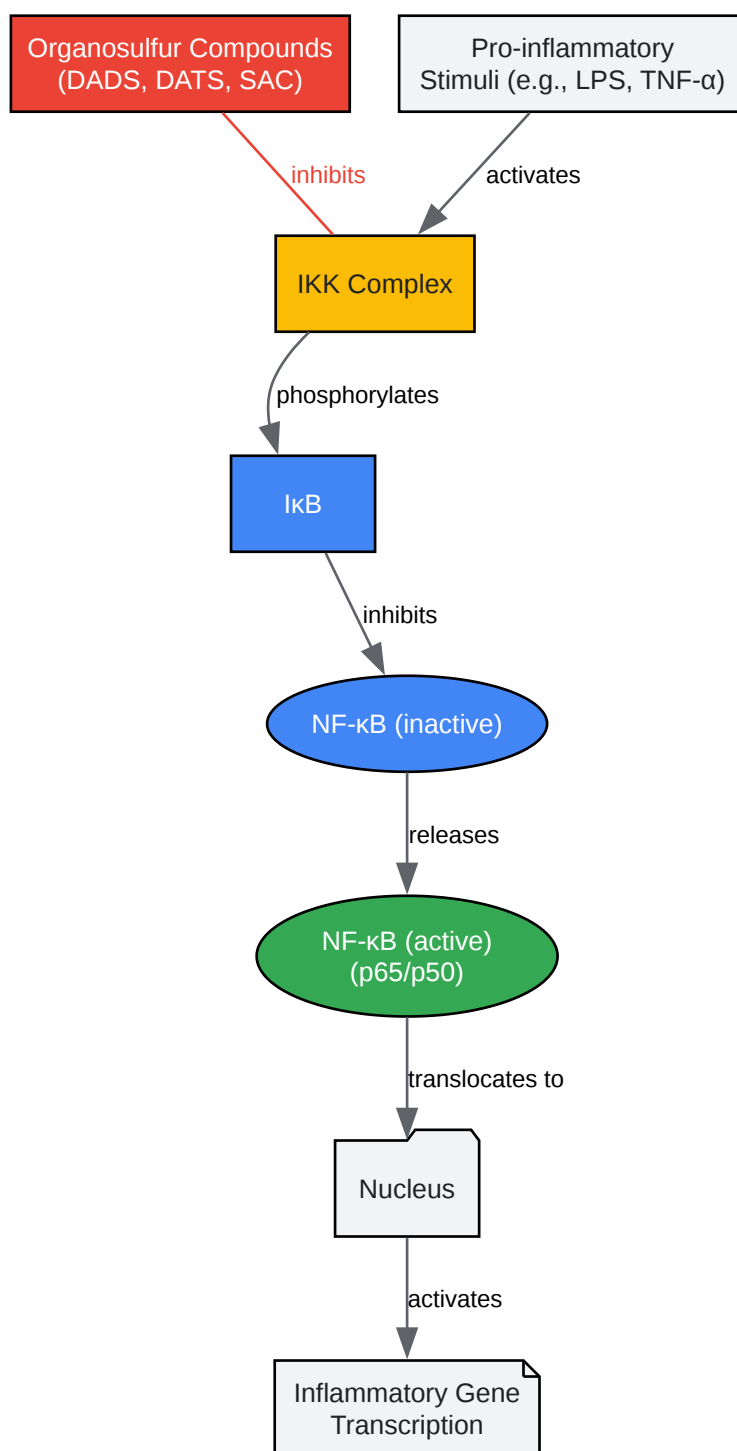 Organosulfur Compounds
(DADS, DATS, SAC)
Pro-inflammatory
Stimuli (e.g., LPS, TNF-α)
inhibits
activates
IKK Complex
phosphorylates
IκB
inhibits
NF-κB (inactive)
releases
NF-κB (active)
(p65/p50)
translocates to
Nucleus
activates
Inflammatory Gene
Transcription